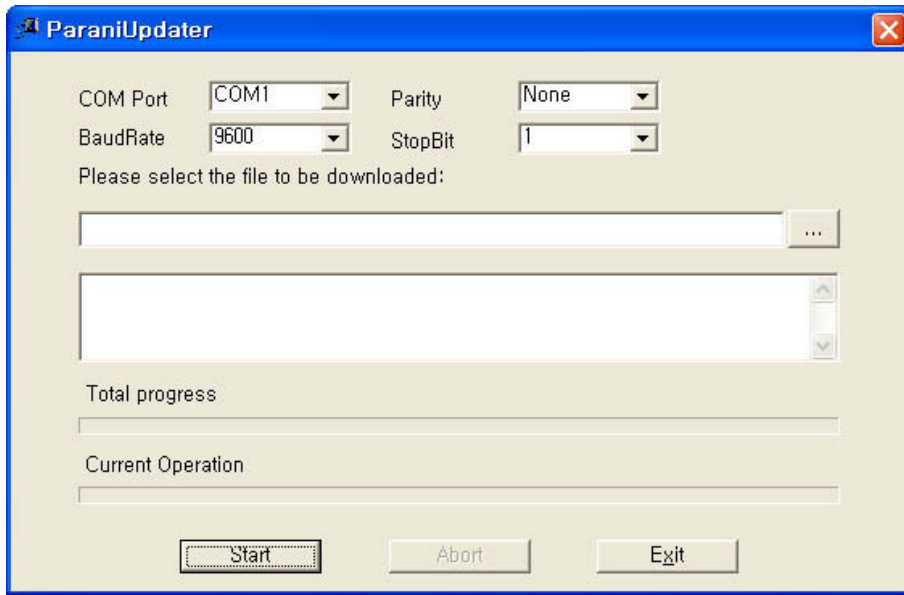 ParaniUpdater
COM Port COM1 Parity None
BaudRate 9600 StopBit 1
Please select the file to be downloaded:
...
Total progress
Current Operation
Start Abort Exit